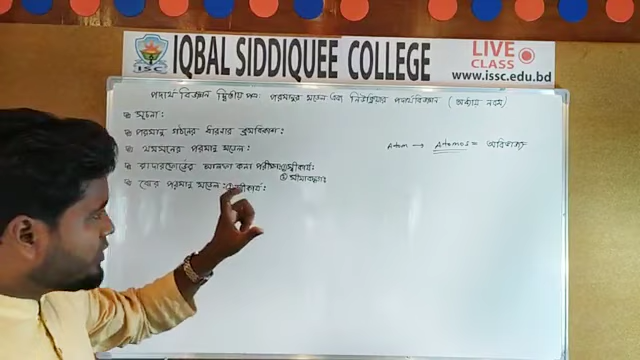 IQBAL SIDDIQUEE COLLEGE
ISC
LIVE
CLASS
www.issc.edu.bd
পদার্থ বিজ্ঞান দ্বিতীয় পত্র: পরমাণুর মডেল এবং নিউক্লিয়ার পদার্থবিজ্ঞান (অধ্যায় নবম)
সূচনা:
পরমাণু গঠনের ধারণার ক্রমবিকাশ:
থমসনের পরমাণু মডেল:
রাদারফোর্ডের আলফা কণা পরীক্ষা: স্বীকার্য:
সীমাবদ্ধতা
বোর পরমাণু মডেল: স্বীকার্য:
Atom → Atomos = অবিভাজ্য